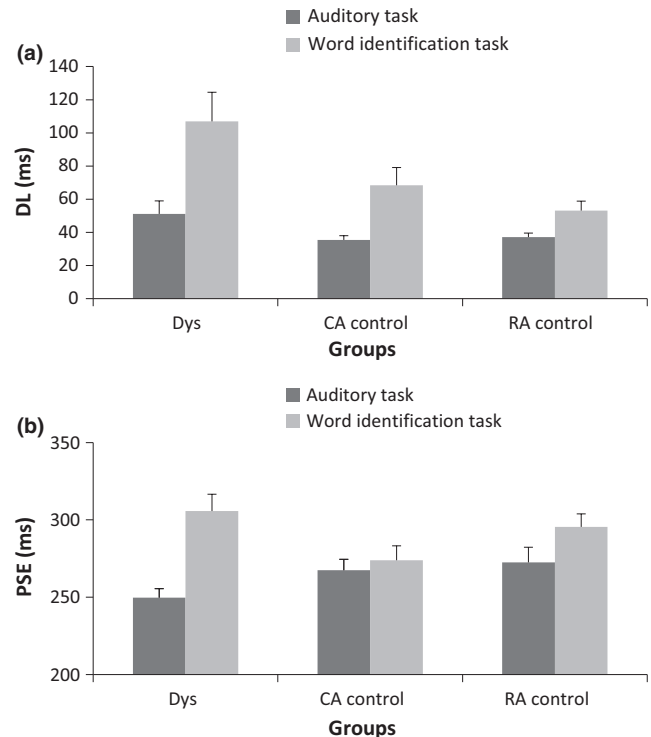 Auditory task
Word identification task
(a)
140
120
100
80
60
40
20
0
DL (ms)
Dys CA control RA control
Groups
Auditory task
Word identification task
(b)
350
300
250
200
PSE (ms)
Dys CA control RA control
Groups